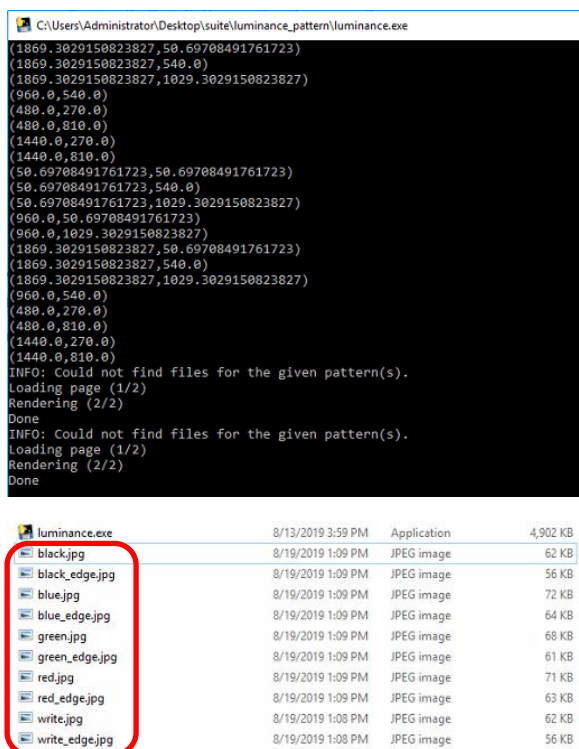 C:\Users\Administrator\Desktop\suite\luminance_pattern\luminance.exe
(1869.3029150823827,50.69708491761723)
(1869.3029150823827,540.0)
(1869.3029150823827,1029.3029150823827)
(960.0,540.0)
(480.0,270.0)
(480.0,810.0)
(1440.0,270.0)
(1440.0,810.0)
(50.69708491761723,50.69708491761723)
(50.69708491761723,540.0)
(50.69708491761723,1029.3029150823827)
(960.0,50.69708491761723)
(960.0,1029.3029150823827)
(1869.3029150823827,50.69708491761723)
(1869.3029150823827,540.0)
(1869.3029150823827,1029.3029150823827)
(960.0,540.0)
(480.0,270.0)
(480.0,810.0)
(1440.0,270.0)
(1440.0,810.0)
INFO: Could not find files for the given pattern(s).
Loading page (1/2)
Rendering (2/2)
Done
INFO: Could not find files for the given pattern(s).
Loading page (1/2)
Rendering (2/2)
Done
luminance.exe 8/13/2019 3:59 PM Application 4,902 KB
black.jpg 8/19/2019 1:09 PM JPEG image 62 KB
black_edge.jpg 8/19/2019 1:09 PM JPEG image 56 KB
blue.jpg 8/19/2019 1:09 PM JPEG image 72 KB
blue_edge.jpg 8/19/2019 1:09 PM JPEG image 64 KB
green.jpg 8/19/2019 1:09 PM JPEG image 68 KB
green_edge.jpg 8/19/2019 1:09 PM JPEG image 61 KB
red.jpg 8/19/2019 1:09 PM JPEG image 71 KB
red_edge.jpg 8/19/2019 1:09 PM JPEG image 63 KB
write.jpg 8/19/2019 1:08 PM JPEG image 62 KB
write_edge.jpg 8/19/2019 1:08 PM JPEG image 56 KB